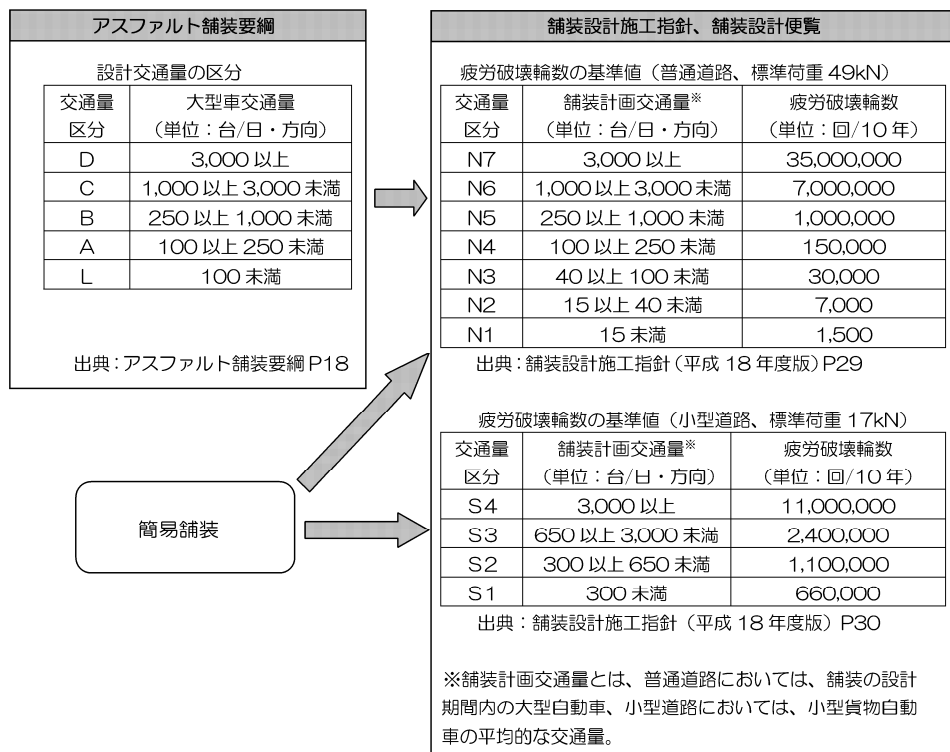 アスファルト舗装要綱
設計交通量の区分
交通量 大型車交通量
区分 (単位：台/日・方向)
D 3,000 以上
C 1,000 以上 3,000 未満
B 250 以上 1,000 未満
A 100 以上 250 未満
L 100 未満
出典：アスファルト舗装要綱 P18
簡易舗装
舗装設計施工指針、舗装設計便覧
疲労破壊輪数の基準値（普通道路、標準荷重 49kN）
交通量 舗装計画交通量※ 疲労破壊輪数
区分 (単位：台/日・方向) (単位：回/10 年)
N7 3,000 以上 35,000,000
N6 1,000 以上 3,000 未満 7,000,000
N5 250 以上 1,000 未満 1,000,000
N4 100 以上 250 未満 150,000
N3 40 以上 100 未満 30,000
N2 15 以上 40 未満 7,000
N1 15 未満 1,500
出典：舗装設計施工指針（平成 18 年度版）P29
疲労破壊輪数の基準値（小型道路、標準荷重 17kN）
交通量 舗装計画交通量※ 疲労破壊輪数
区分 (単位：台/日・方向) (単位：回/10 年)
S4 3,000 以上 11,000,000
S3 650 以上 3,000 未満 2,400,000
S2 300 以上 650 未満 1,100,000
S1 300 未満 660,000
出典：舗装設計施工指針（平成 18 年度版）P30
※舗装計画交通量とは、普通道路においては、舗装の設計
期間内の大型自動車、小型道路においては、小型貨物自動
車の平均的な交通量。